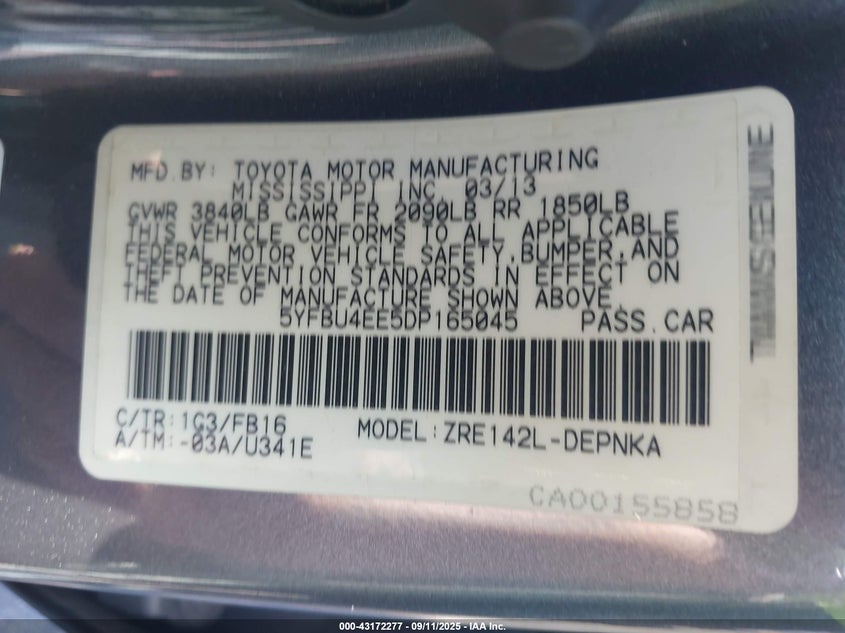 MFD.BY: TOYOTA MOTOR MANUFACTURING
MISSISSIPPI INC. 03/13
GVWR 3840LB GAWR FR 2090LB RR 1850LB
THIS VEHICLE CONFORMS TO ALL APPLICABLE
FEDERAL MOTOR VEHICLE SAFETY,BUMPER,AND
THEFT PREVENTION STANDARDS IN EFFECT ON
THE DATE OF MANUFACTURE SHOWN ABOVE.
5YFBU4EE5DP165045 PASS.CAR
C/TR:1G3/FB16
A/TM:-03A/U341E
MODEL:ZRE142L-DEPNKA
CA00155858
000-43172277 - 09/11/2025 - IAA Inc.